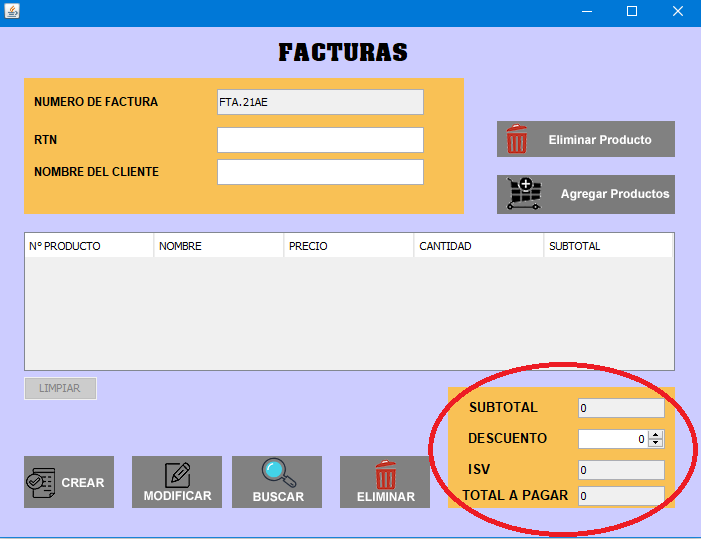 FACTURAS
NUMERO DE FACTURA FTA.21AE
RTN
NOMBRE DEL CLIENTE
Eliminar Producto
Agregar Productos
Nº PRODUCTO NOMBRE PRECIO CANTIDAD SUBTOTAL
LIMPIAR
SUBTOTAL 0
DESCUENTO 0
ISV 0
TOTAL A PAGAR 0
CREAR MODIFICAR BUSCAR ELIMINAR